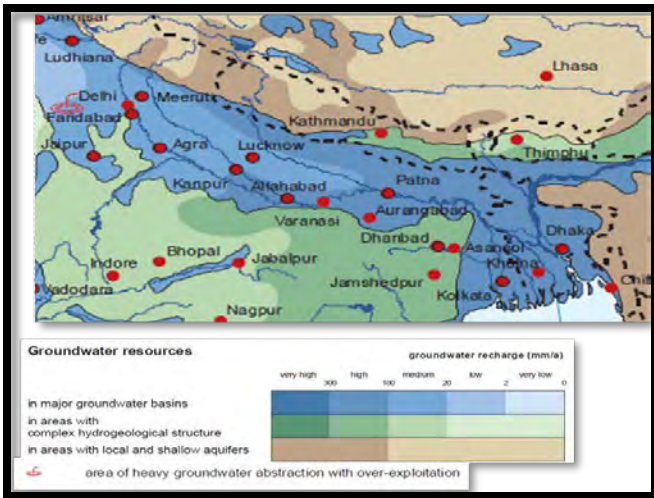 Amritsar
fe
Ludhiana
Lhasa
Delhi
Meerut
Faridabad
Kathmandu
Jaipur
Agra
Lucknow
Thimphu
Kanpur
Allahabad
Patna
Varanasi
Aurangabad
Dhanbad
Asansol
Dhaka
Indore
Bhopal
Jabalpur
Khulna
Vadodara
Jamshedpur
Kolkata
Chit
Nagpur
Groundwater resources
groundwater recharge (mm/a)
very high high medium low very low
300 100 20 2 0
in major groundwater basins
in areas with
complex hydrogeological structure
in areas with local and shallow aquifers
area of heavy groundwater abstraction with over-exploitation